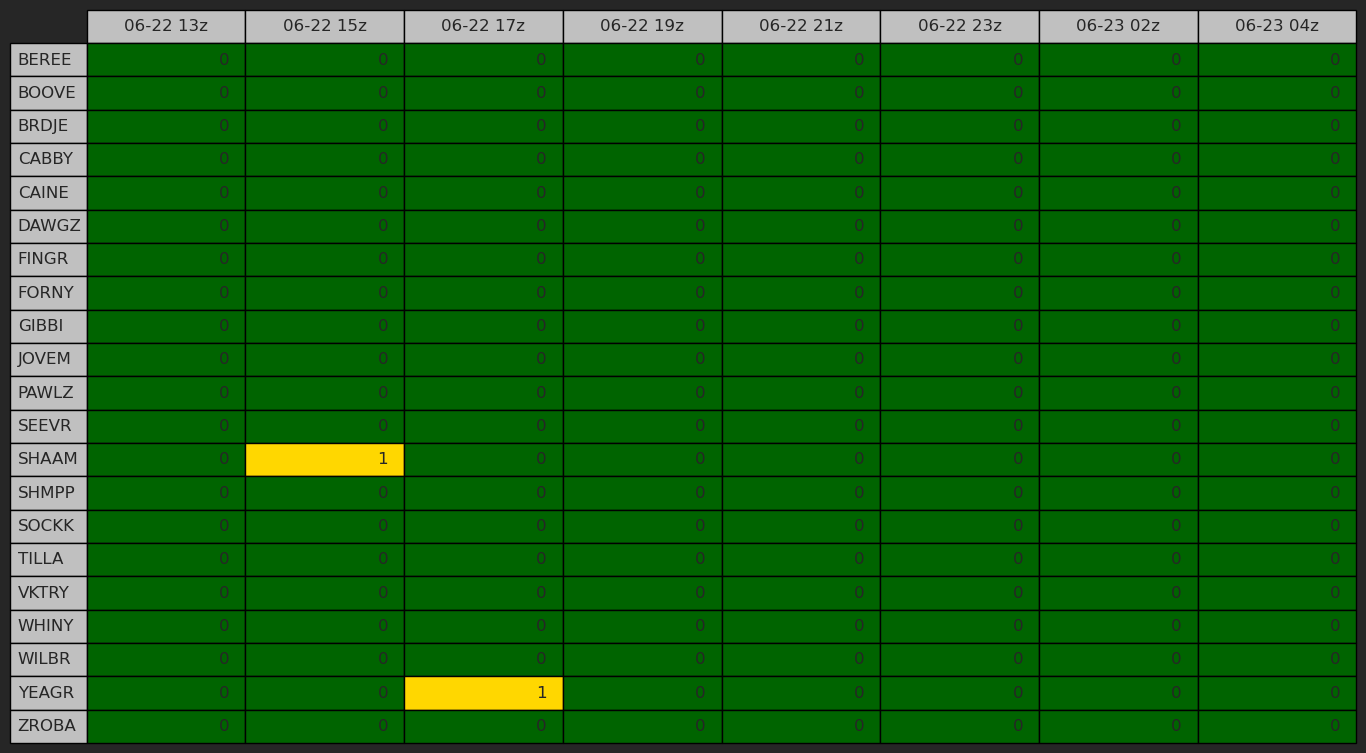 06-22 13z 06-22 15z 06-22 17z 06-22 19z 06-22 21z 06-22 23z 06-23 02z 06-23 04z
BEREE 0 0 0 0 0 0 0 0
BOOVE 0 0 0 0 0 0 0 0
BRDJE 0 0 0 0 0 0 0 0
CABBY 0 0 0 0 0 0 0 0
CAINE 0 0 0 0 0 0 0 0
DAWGZ 0 0 0 0 0 0 0 0
FINGR 0 0 0 0 0 0 0 0
FORNY 0 0 0 0 0 0 0 0
GIBBI 0 0 0 0 0 0 0 0
JOVEM 0 0 0 0 0 0 0 0
PAWLZ 0 0 0 0 0 0 0 0
SEEVR 0 0 0 0 0 0 0 0
SHAAM 0 1 0 0 0 0 0 0
SHMPP 0 0 0 0 0 0 0 0
SOCKK 0 0 0 0 0 0 0 0
TILLA 0 0 0 0 0 0 0 0
VKTRY 0 0 0 0 0 0 0 0
WHINY 0 0 0 0 0 0 0 0
WILBR 0 0 0 0 0 0 0 0
YEAGR 0 0 1 0 0 0 0 0
ZROBA 0 0 0 0 0 0 0 0